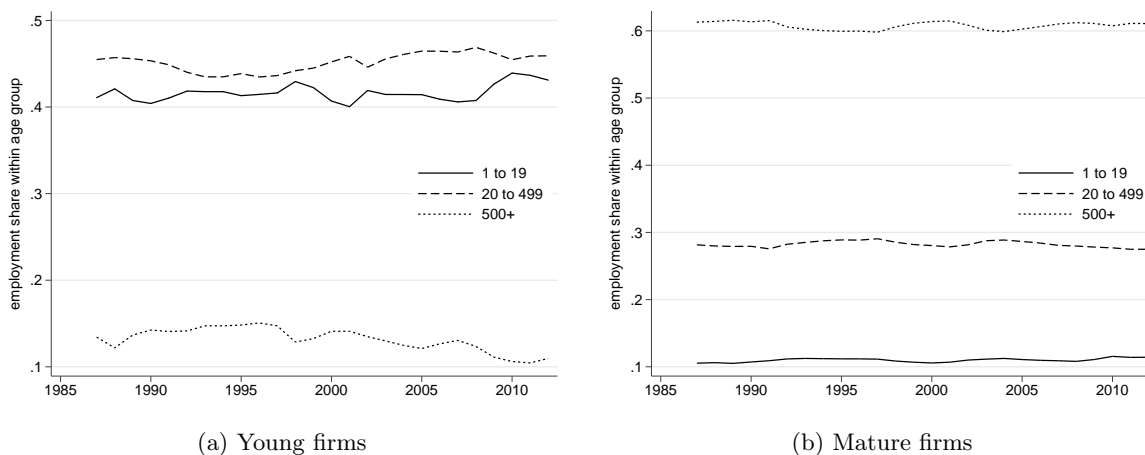 .5
.4
.3
.2
.1
employment share within age group
1 to 19
20 to 499
500+
1985 1990 1995 2000 2005 2010
(a) Young firms
.6
.5
.4
.3
.2
.1
employment share within age group
1 to 19
20 to 499
500+
1985 1990 1995 2000 2005 2010
(b) Mature firms